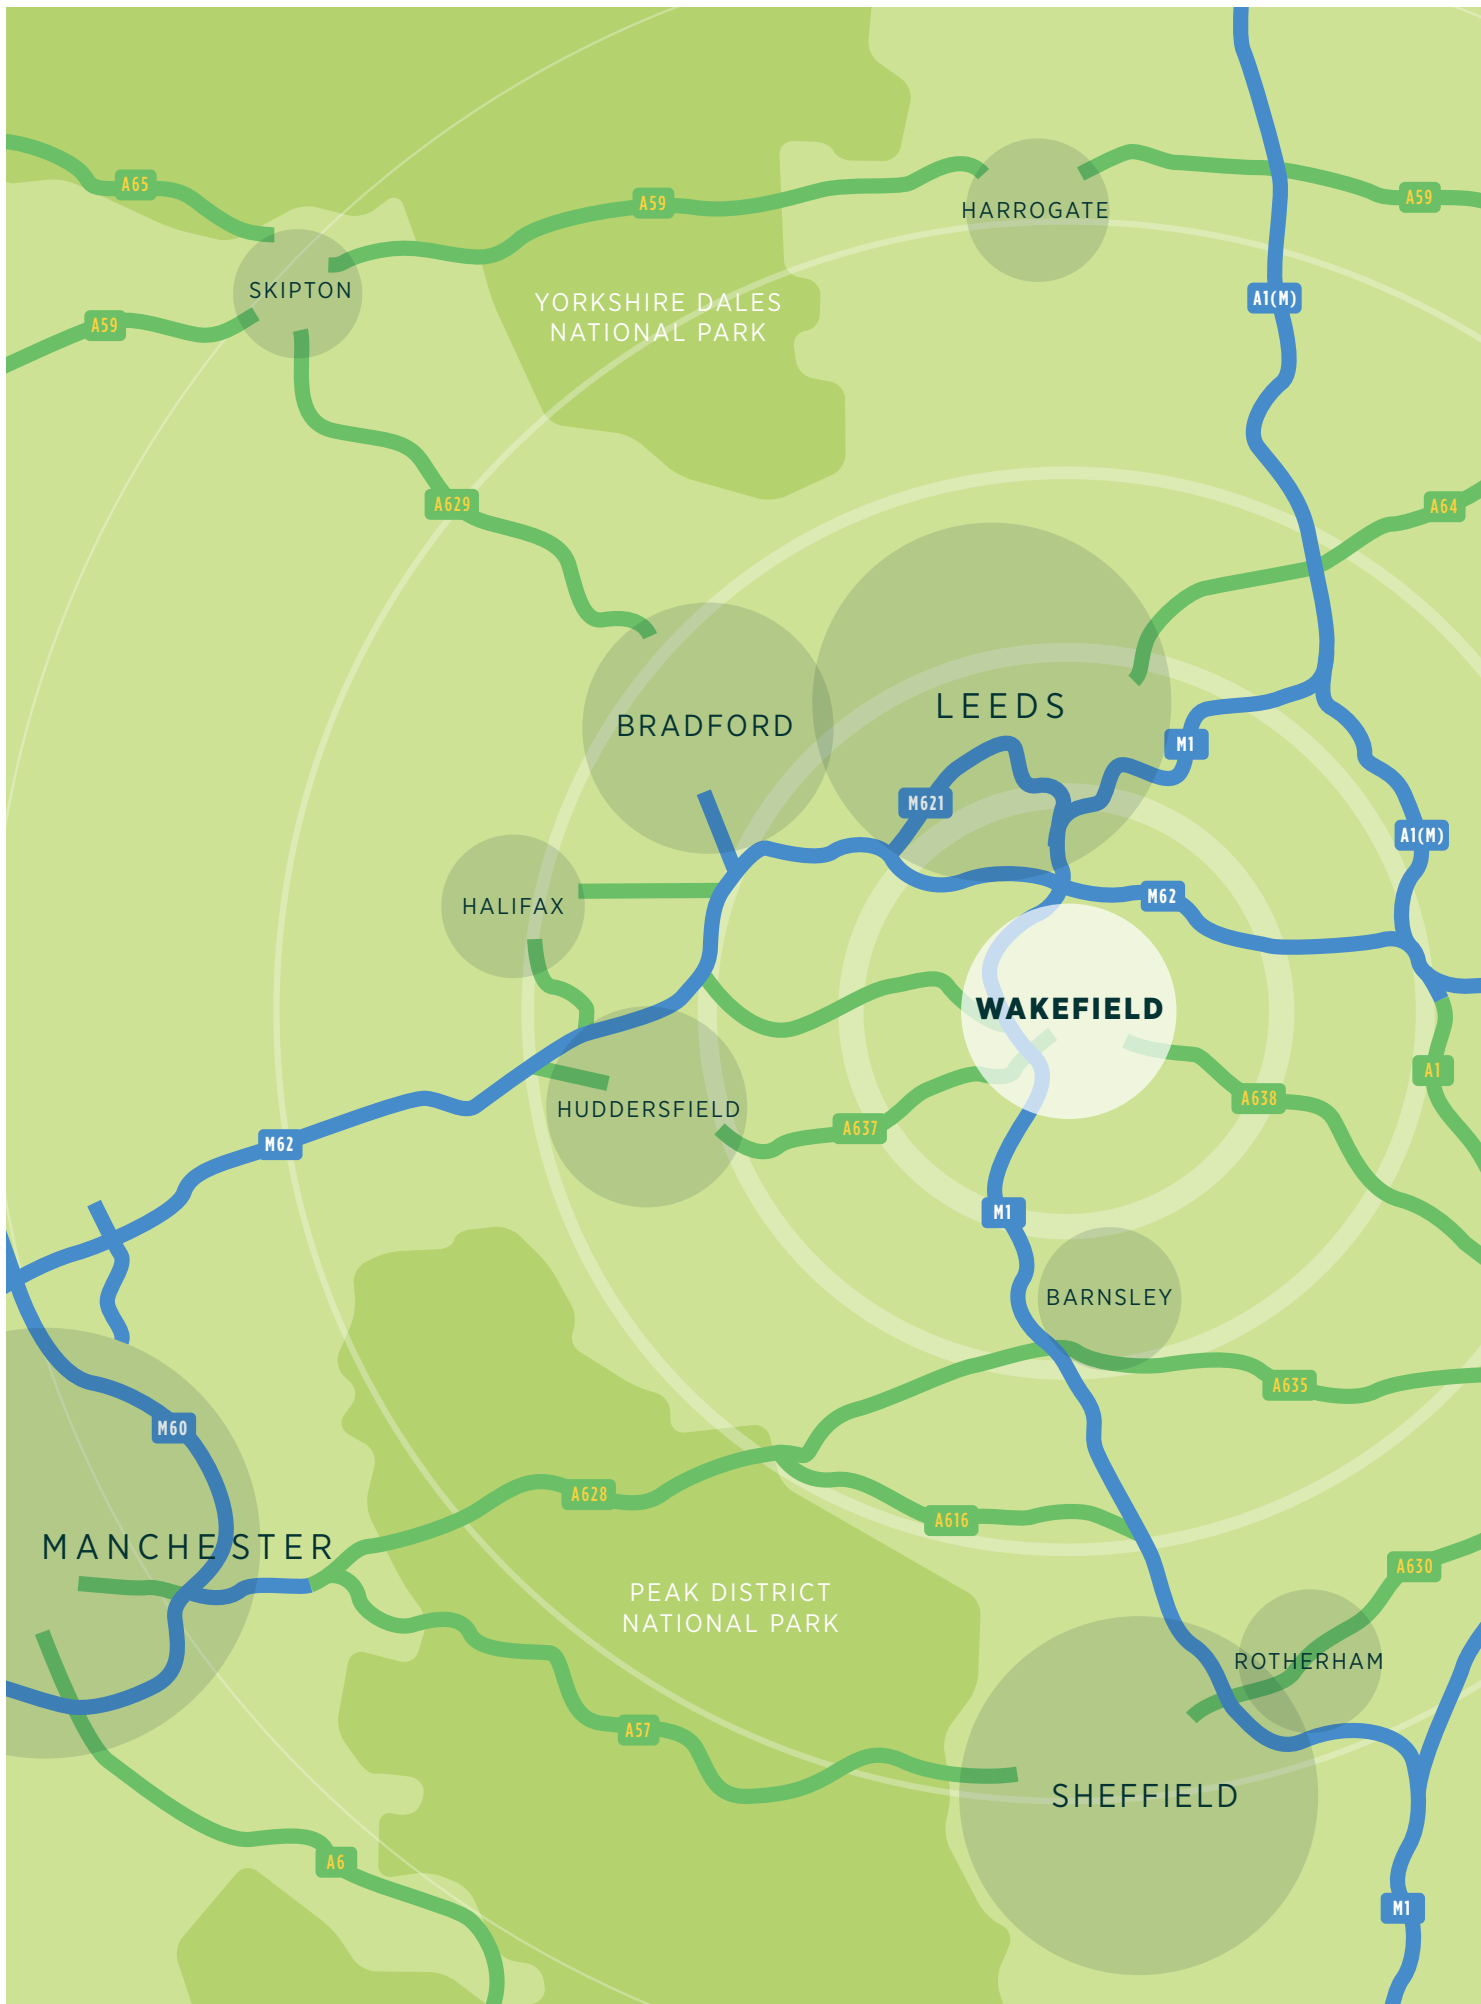 A65
A59
A59
HARROGATE
SKIPTON
YORKSHIRE DALES
NATIONAL PARK
A59
A1(M)
A629
A64
BRADFORD
LEEDS
M1
M621
A1(M)
HALIFAX
M62
WAKEFIELD
A1
A638
HUDDERSFIELD
A637
M62
M1
BARNSLEY
A635
M60
A628
A616
MANCHESTER
A630
PEAK DISTRICT
NATIONAL PARK
ROTHERHAM
A57
SHEFFIELD
A6
M1